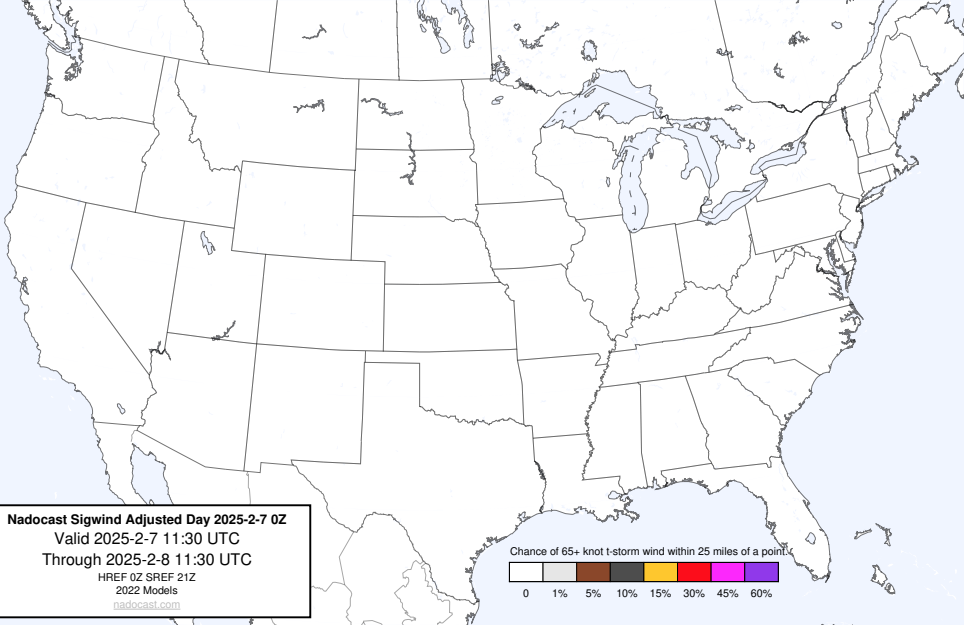 Nadocast Sigwind Adjusted Day 2025-2-7 0Z
Valid 2025-2-7 11:30 UTC
Through 2025-2-8 11:30 UTC
HREF 0Z SREF 21Z
2022 Models
nadocast.com
Chance of 65+ knot t-storm wind within 25 miles of a point.
0 1% 5% 10% 15% 30% 45% 60%